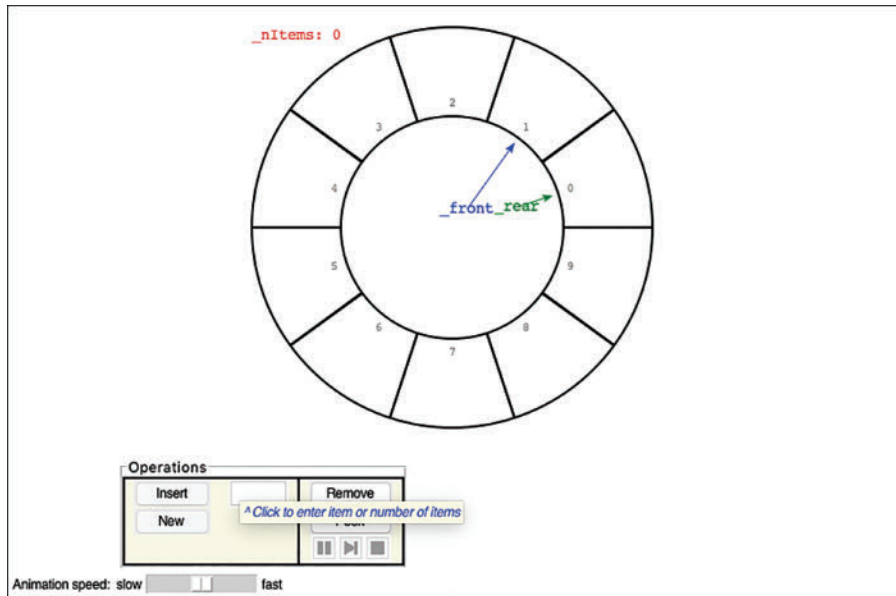 _nItems: 0
2
3
1
4
0
_front
_rear
5
9
6
8
7
Operations
Insert
Remove
^ Click to enter item or number of items
New
Animation speed: slow
fast